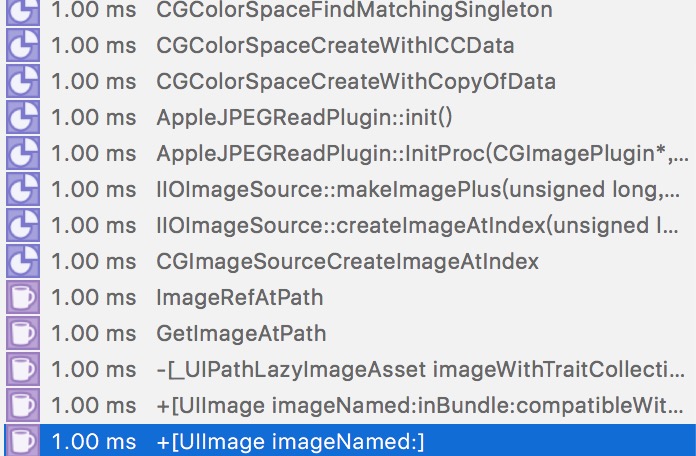 1.00 ms CGColorSpaceFindMatchingSingleton
1.00 ms CGColorSpaceCreateWithICCData
1.00 ms CGColorSpaceCreateWithCopyOfData
1.00 ms AppleJPEGReadPlugin::init()
1.00 ms AppleJPEGReadPlugin::InitProc(CGImagePlugin*,...
1.00 ms IIOImageSource::makeImagePlus(unsigned long,...
1.00 ms IIOImageSource::createImageAtIndex(unsigned l...
1.00 ms CGImageSourceCreateImageAtIndex
1.00 ms ImageRefAtPath
1.00 ms GetImageAtPath
1.00 ms -[_UIPathLazyImageAsset imageWithTraitCollecti...
1.00 ms +[UIImage imageNamed:inBundle:compatibleWit...
1.00 ms +[UIImage imageNamed:]